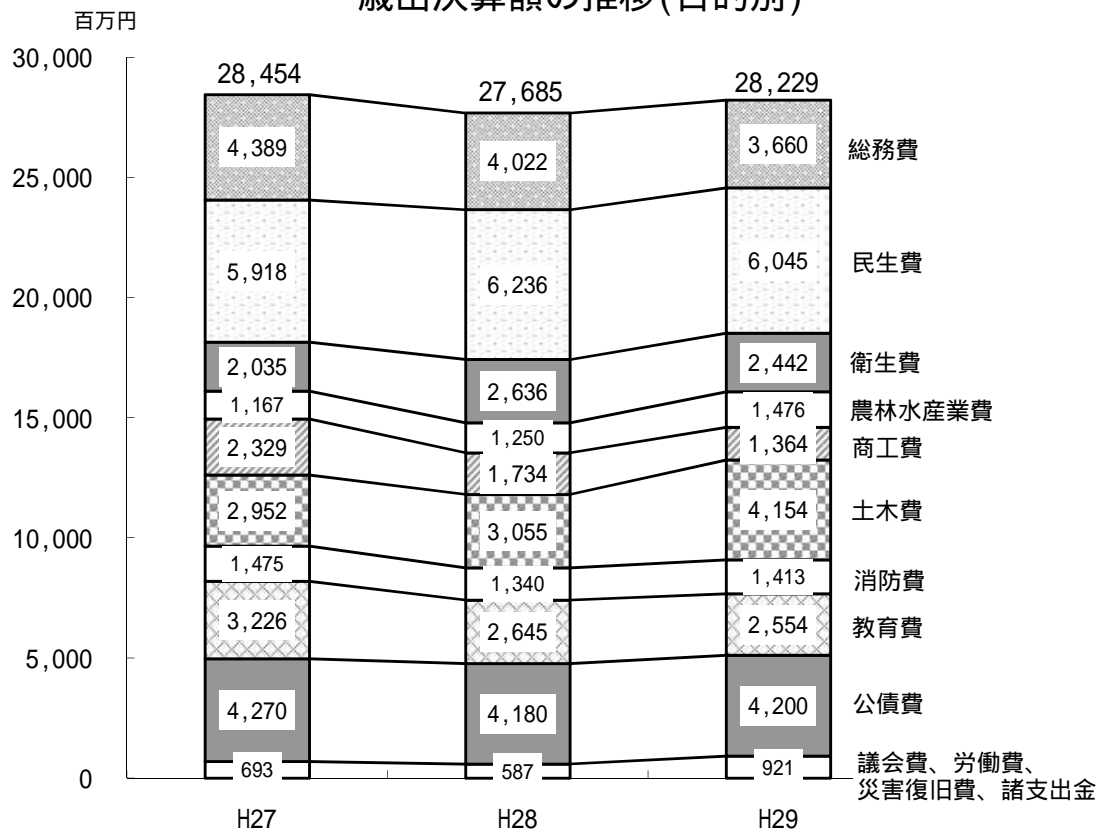 歳出決算額の推移(目的別)
百万円
30,000
25,000
20,000
15,000
10,000
5,000
0
28,454
4,389
5,918
2,035
1,167
2,329
2,952
1,475
3,226
4,270
693
27,685
4,022
6,236
2,636
1,250
1,734
3,055
1,340
2,645
4,180
587
28,229
3,660
6,045
2,442
1,476
1,364
4,154
1,413
2,554
4,200
921
総務費
民生費
衛生費
農林水産業費
商工費
土木費
消防費
教育費
公債費
議会費、労働費、
災害復旧費、諸支出金
H27
H28
H29